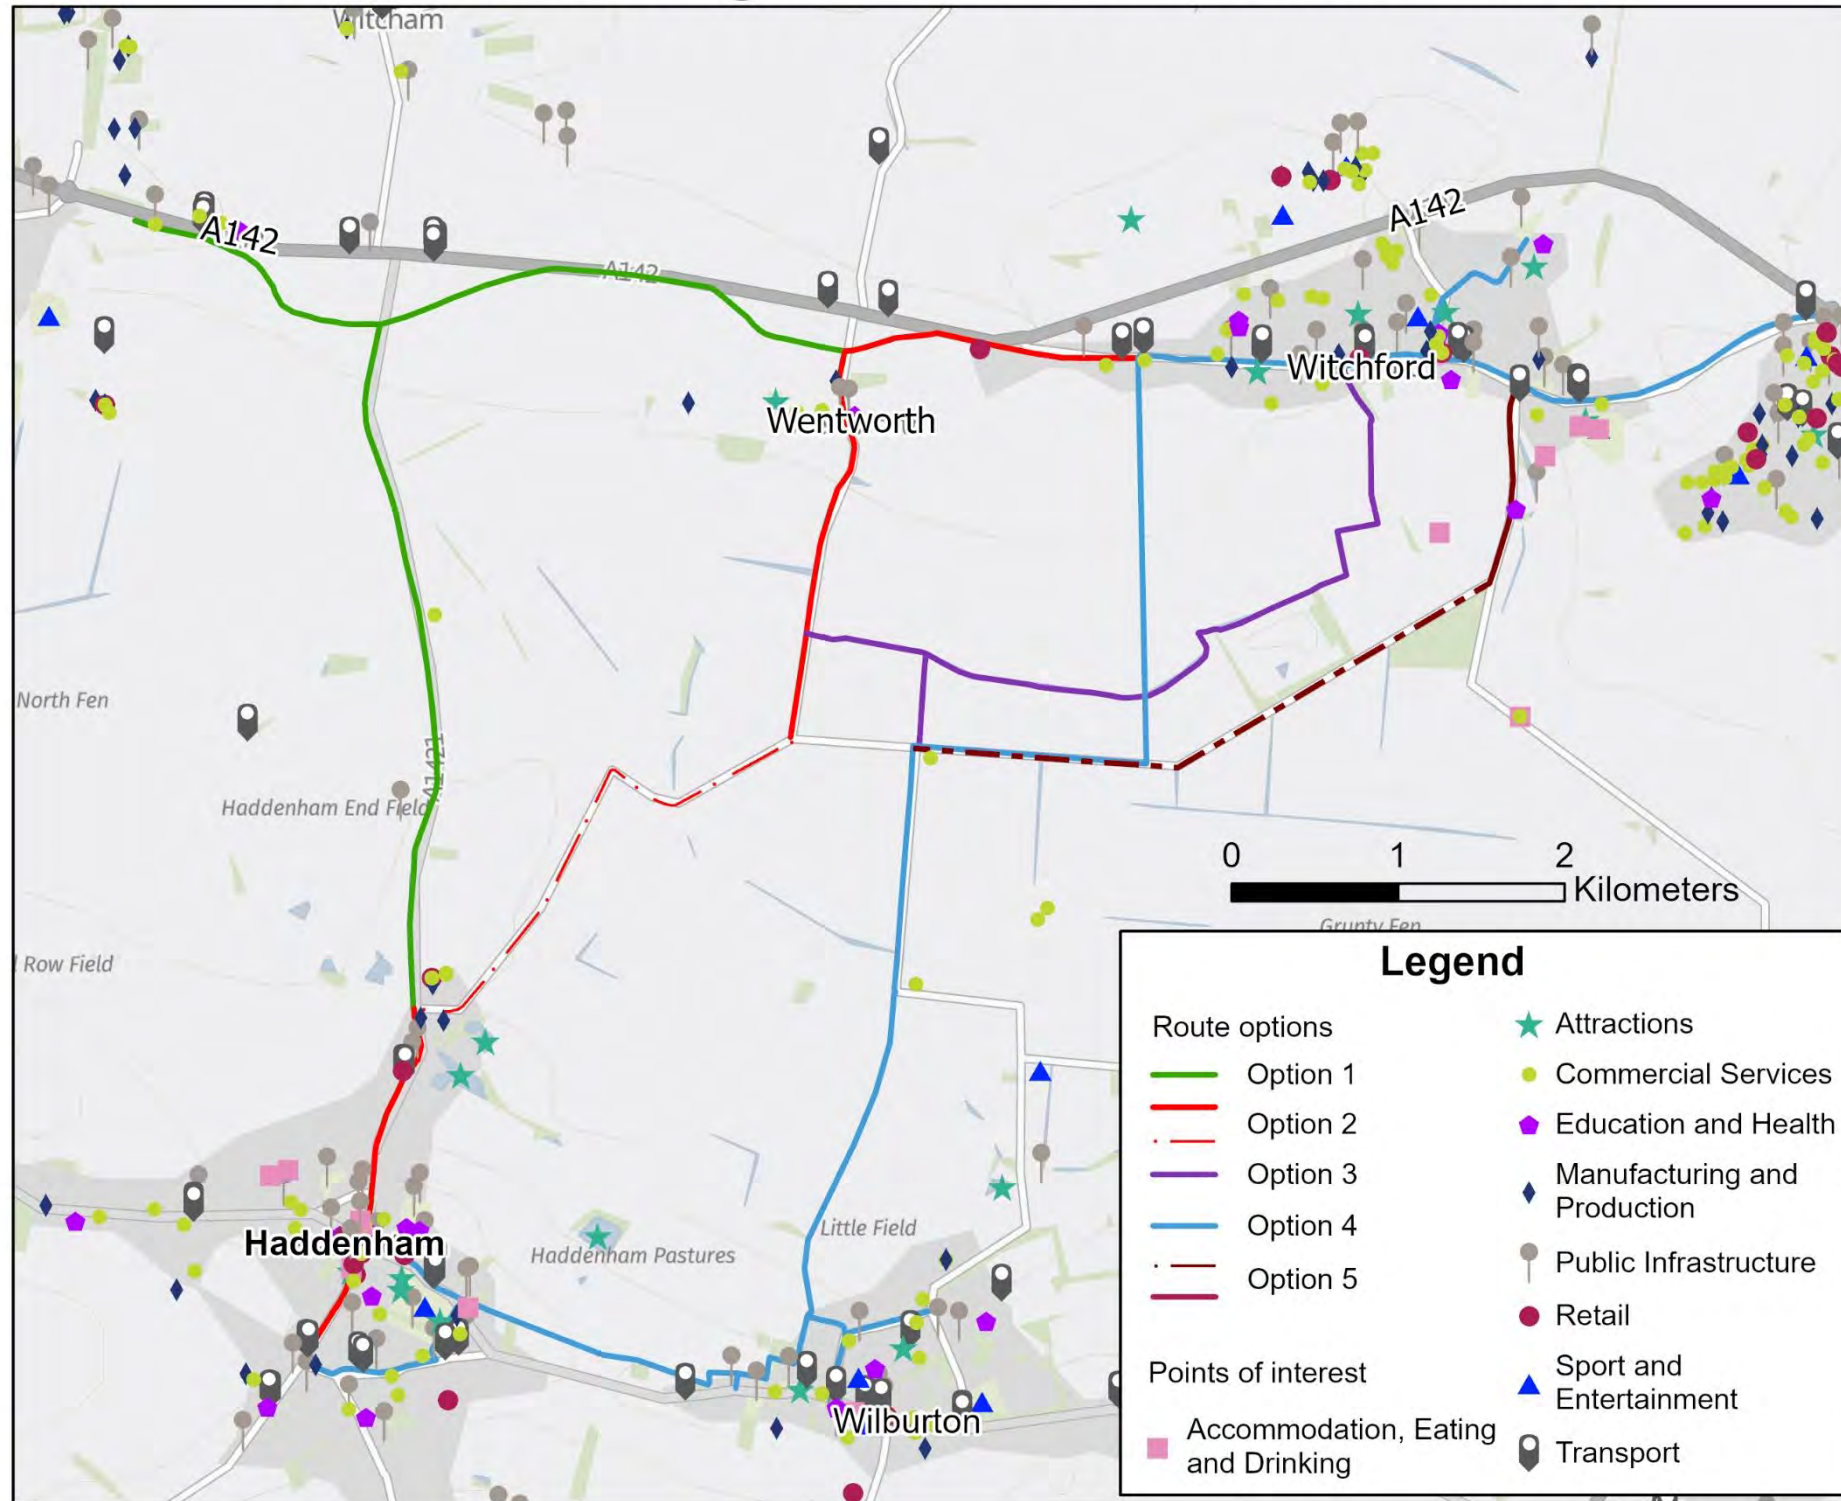 Witcham
A142
A142
A142
Witchford
Wentworth
North Fen
A1421
Haddenham End Field
0 1 2
Kilometers
Grunty Fen
Row Field
Little Field
Haddenham
Haddenham Pastures
Wilburton
Legend
Route options
Option 1
Option 2
Option 3
Option 4
Option 5
Points of interest
Accommodation, Eating
and Drinking
Attractions
Commercial Services
Education and Health
Manufacturing and
Production
Public Infrastructure
Retail
Sport and
Entertainment
Transport